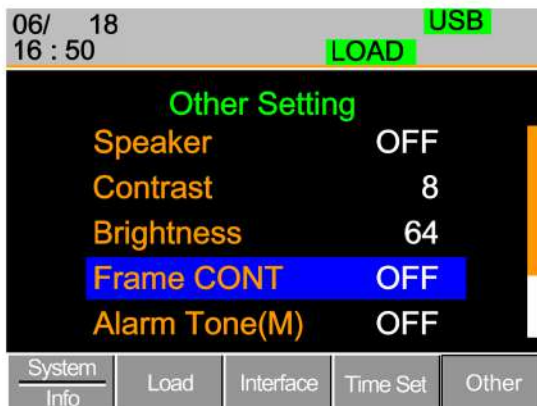 06/ 18 USB
16 : 50 LOAD
Other Setting
Speaker OFF
Contrast 8
Brightness 64
Frame CONT OFF
Alarm Tone(M) OFF
System Info Load Interface Time Set Other